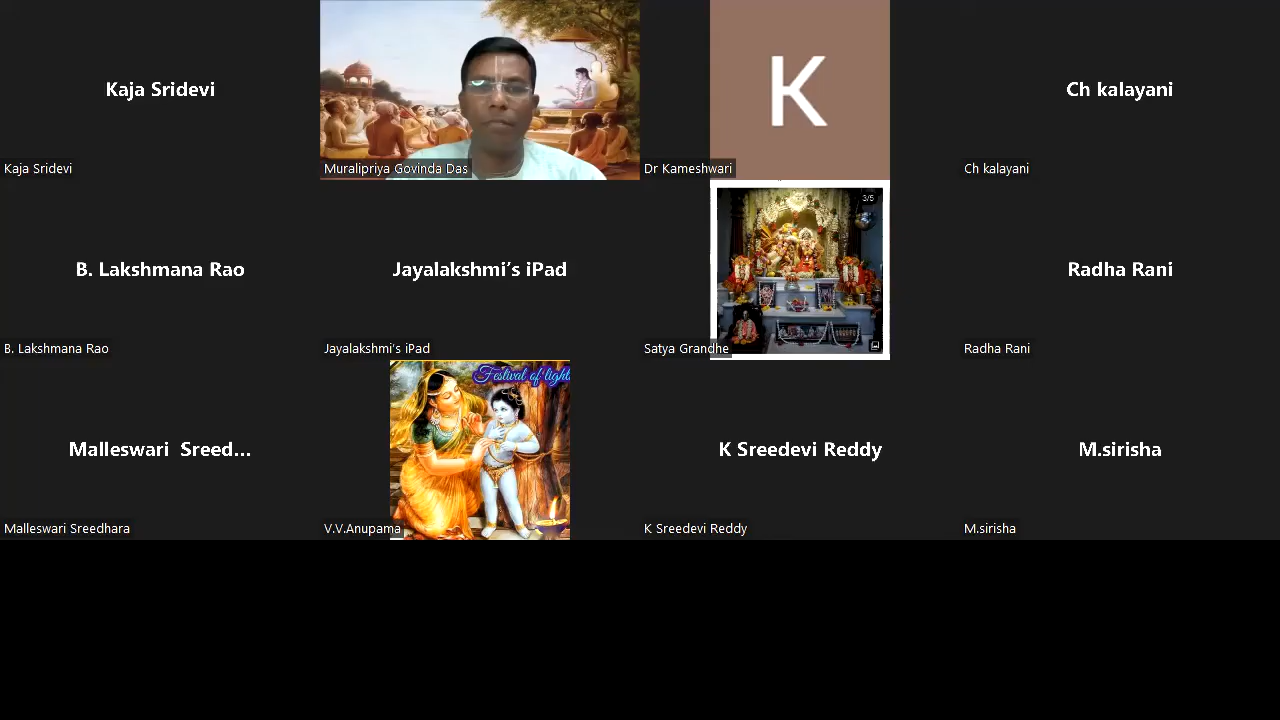 Kaja Sridevi
Kaja Sridevi
Muralipriya Govinda Das
K
Dr Kameshwari
Ch kalayani
Ch kalayani
B. Lakshmana Rao
B. Lakshmana Rao
Jayalakshmi's iPad
Jayalakshmi's iPad
3/5
Satya Grandhe
Radha Rani
Radha Rani
Malleswari Sreed...
Malleswari Sreedhara
Festival of light
V.V.Anupama
K Sreedevi Reddy
K Sreedevi Reddy
M.sirisha
M.sirisha